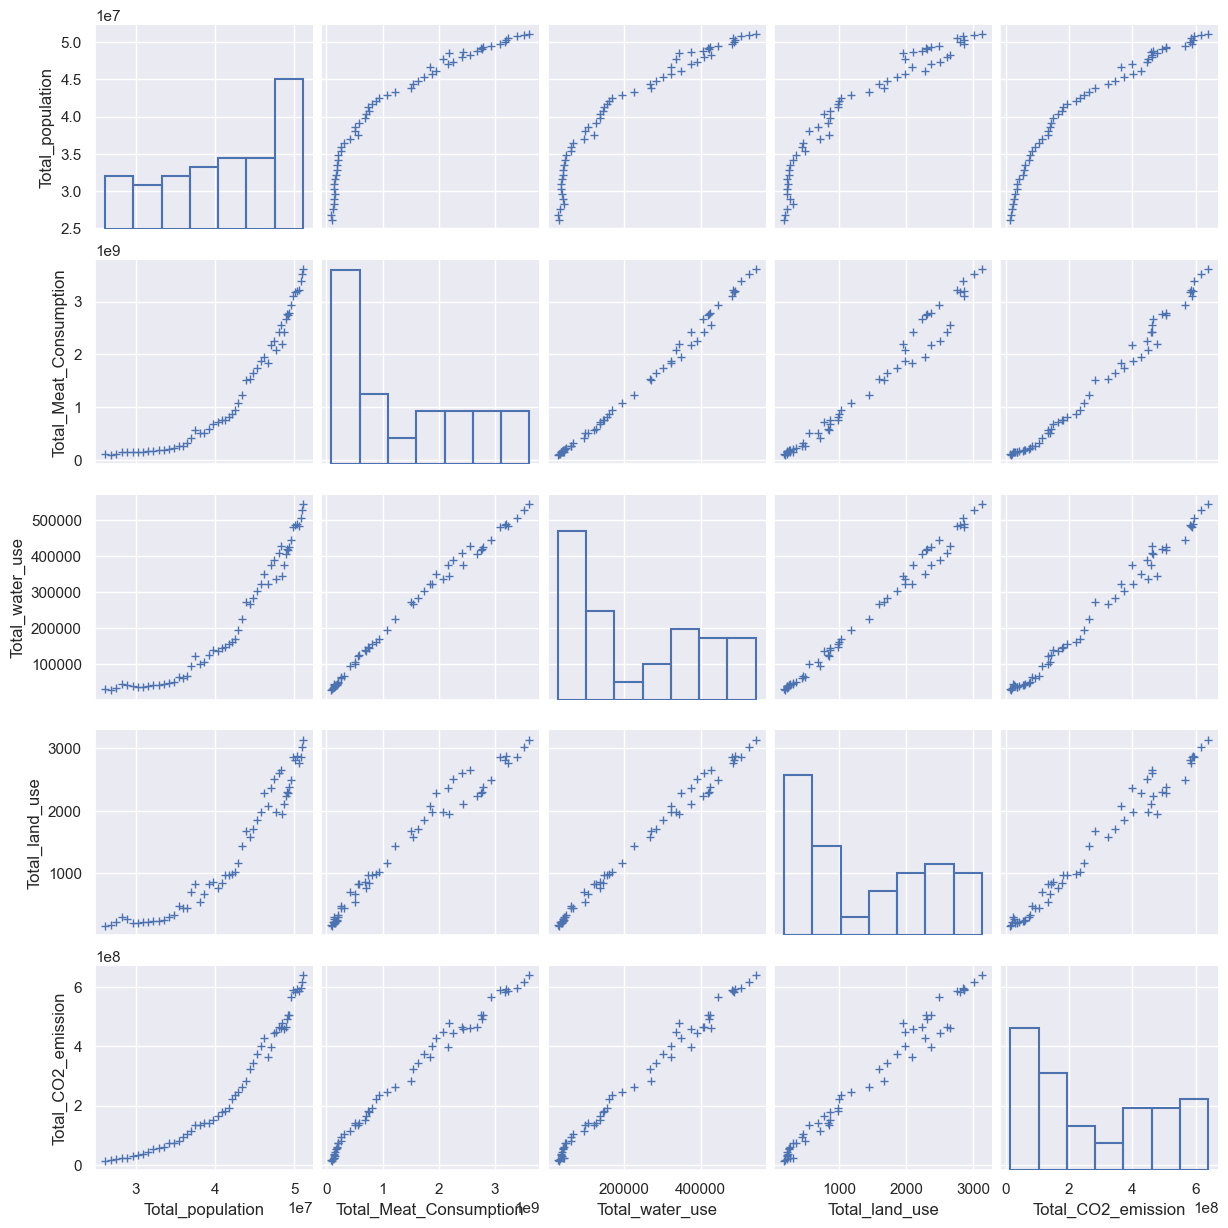 1e7
5.0
4.5
4.0
3.5
3.0
2.5
Total_population
1e9
3
2
1
0
Total_Meat_Consumption
500000
400000
300000
200000
100000
Total_water_use
3000
2000
1000
Total_land_use
1e8
6
4
2
0
Total_CO2_emission
3 4 5 0 1 2 3 200000 400000 1000 2000 3000 0 2 4 6
1e7 1e9 1e8
Total_population Total_Meat_Consumption Total_water_use Total_land_use Total_CO2_emission